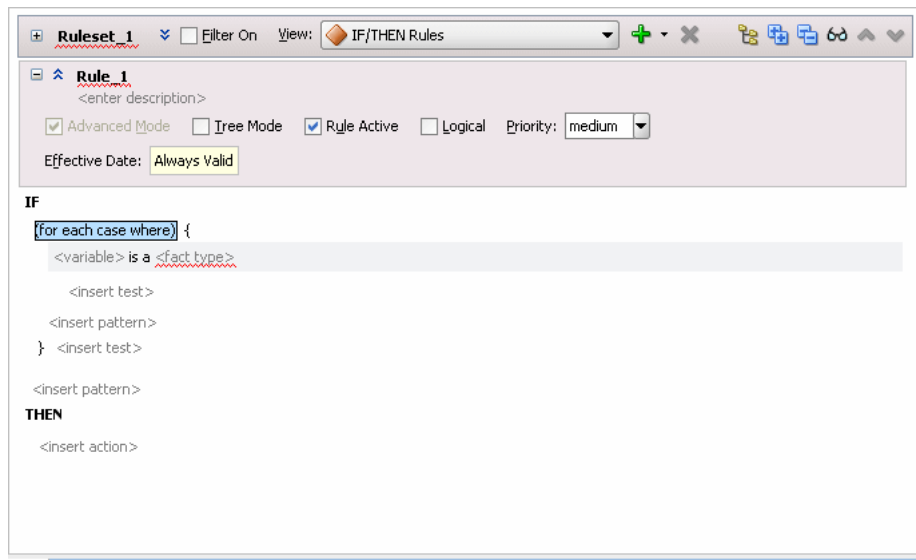 Ruleset_1 Filter On View: IF/THEN Rules
Rule_1
<enter description>
Advanced Mode Tree Mode Rule Active Logical Priority: medium
Effective Date: Always Valid
IF
(for each case where) {
<variable> is a <fact type>
<insert test>
<insert pattern>
} <insert test>
<insert pattern>
THEN
<insert action>